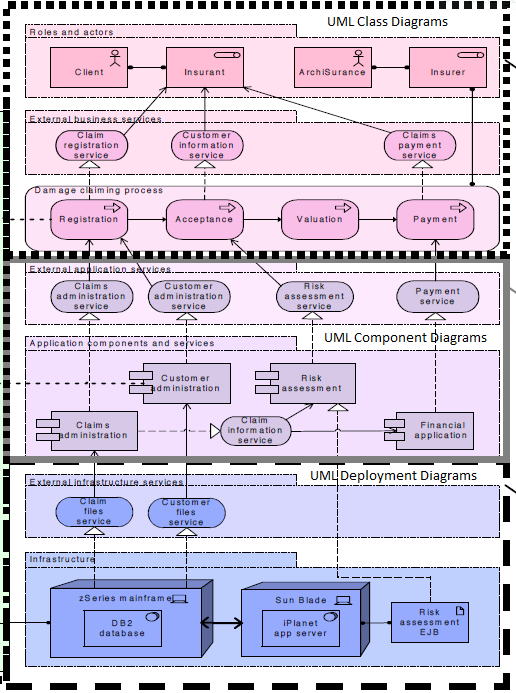 UML Class Diagrams
Roles and actors
Client
Insurant
ArchiSurance
Insurer
External business services
Claim
registration
service
Customer
information
service
Claims
payment
service
Damage claiming process
Registration
Acceptance
Valuation
Payment
External application services
Claims
administration
service
Customer
administration
service
Risk
assessment
service
Payment
service
Application components and services
UML Component Diagrams
Customer
administration
Risk
assessment
Claims
administration
Claim
information
service
Financial
application
UML Deployment Diagrams
External infrastructure services
Claim
files
service
Customer
files
service
Infrastructure
zSeries mainframe
DB2
database
Sun Blade
iPlanet
app server
Risk
assessment
EJB